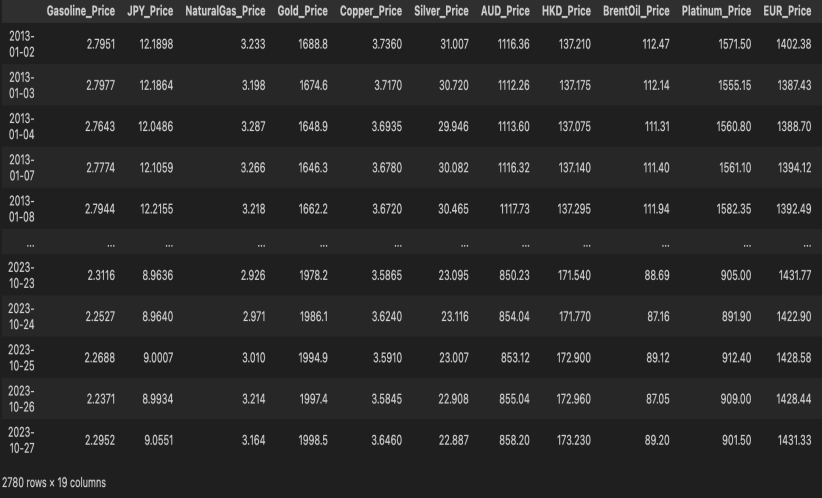 Gasoline_Price JPY_Price NaturalGas_Price Gold_Price Copper_Price Silver_Price AUD_Price HKD_Price BrentOil_Price Platinum_Price EUR_Price
2013-01-02 2.7951 12.1898 3.233 1688.8 3.7360 31.007 1116.36 137.210 112.47 1571.50 1402.38
2013-01-03 2.7977 12.1864 3.198 1674.6 3.7170 30.720 1112.26 137.175 112.14 1555.15 1387.43
2013-01-04 2.7643 12.0486 3.287 1648.9 3.6935 29.946 1113.60 137.075 111.31 1560.80 1388.70
2013-01-07 2.7774 12.1059 3.266 1646.3 3.6780 30.082 1116.32 137.140 111.40 1561.10 1394.12
2013-01-08 2.7944 12.2155 3.218 1662.2 3.6720 30.465 1117.73 137.295 111.94 1582.35 1392.49
... ... ... ... ... ... ... ... ... ... ... ...
2023-10-23 2.3116 8.9636 2.926 1978.2 3.5865 23.095 850.23 171.540 88.69 905.00 1431.77
2023-10-24 2.2527 8.9640 2.971 1986.1 3.6240 23.116 854.04 171.770 87.16 891.90 1422.90
2023-10-25 2.2688 9.0007 3.010 1994.9 3.5910 23.007 853.12 172.900 89.12 912.40 1428.58
2023-10-26 2.2371 8.9934 3.214 1997.4 3.5845 22.908 855.04 172.960 87.05 909.00 1428.44
2023-10-27 2.2952 9.0551 3.164 1998.5 3.6460 22.887 858.20 173.230 89.20 901.50 1431.33
2780 rows × 19 columns